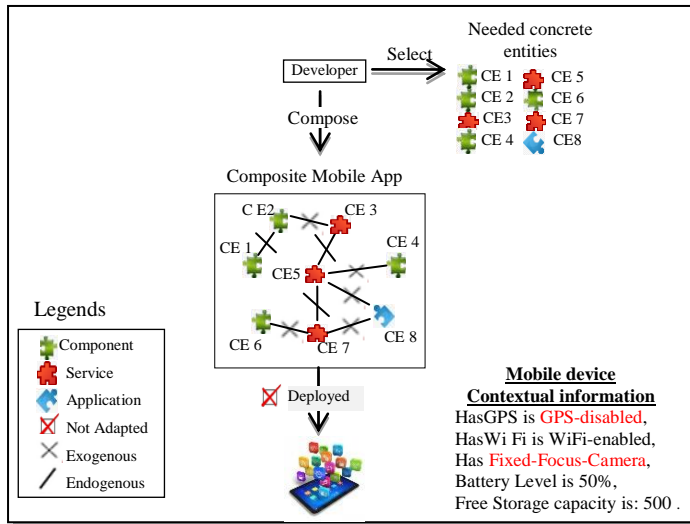 Needed concrete
entities
Select
Developer
CE 1
CE 5
CE 2
CE 6
CE3
CE 7
CE 4
CE8
Compose
Composite Mobile App
C E2
CE 3
CE 1
CE 4
CE5
CE 6
CE 7
CE 8
Legends
Component
Service
Application
Not Adapted
Exogenous
Endogenous
Deployed
Mobile device
Contextual information
HasGPS is GPS-disabled,
HasWi Fi is WiFi-enabled,
Has Fixed-Focus-Camera,
Battery Level is 50%,
Free Storage capacity is: 500 .